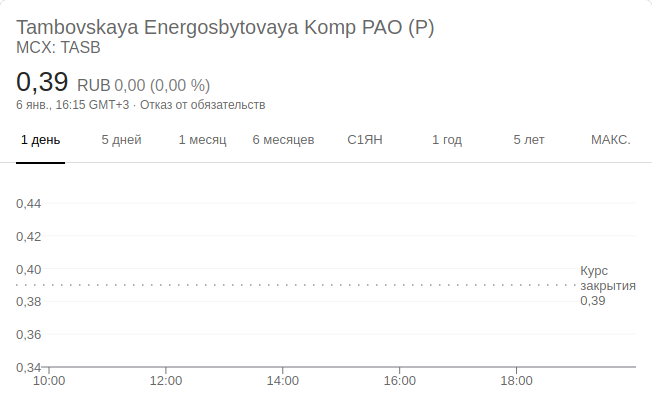 Tambovskaya Energosbytovaya Komp PAO (P)
MCX: TASB
0,39 RUB 0,00 (0,00 %)
6 янв., 16:15 GMT+3 · Отказ от обязательств
1 день 5 дней 1 месяц 6 месяцев С1ЯН 1 год 5 лет МАКС.
0,44
0,42
0,40
Курс
закрытия
0,39
0,38
0,36
0,34
10:00 12:00 14:00 16:00 18:00